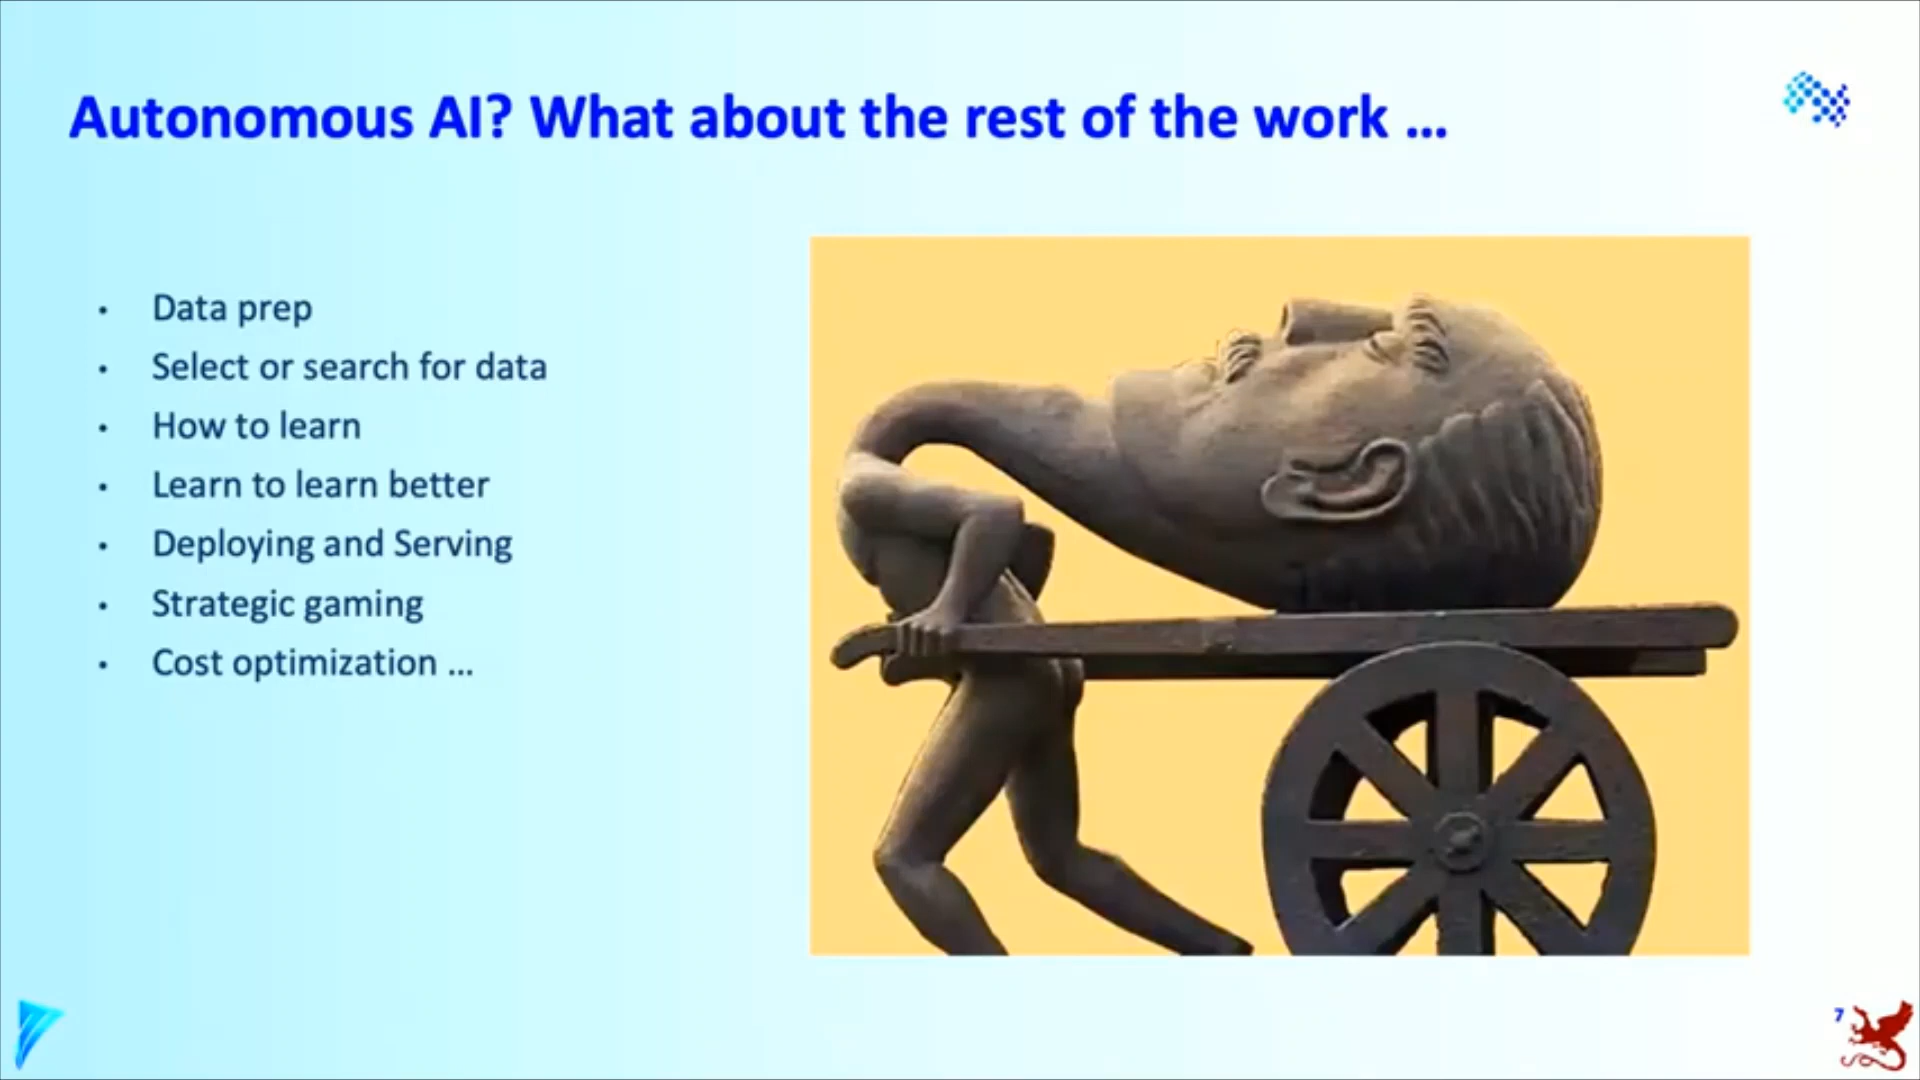 Autonomous AI? What about the rest of the work ...
• Data prep
• Select or search for data
• How to learn
• Learn to learn better
• Deploying and Serving
• Strategic gaming
• Cost optimization ...
7